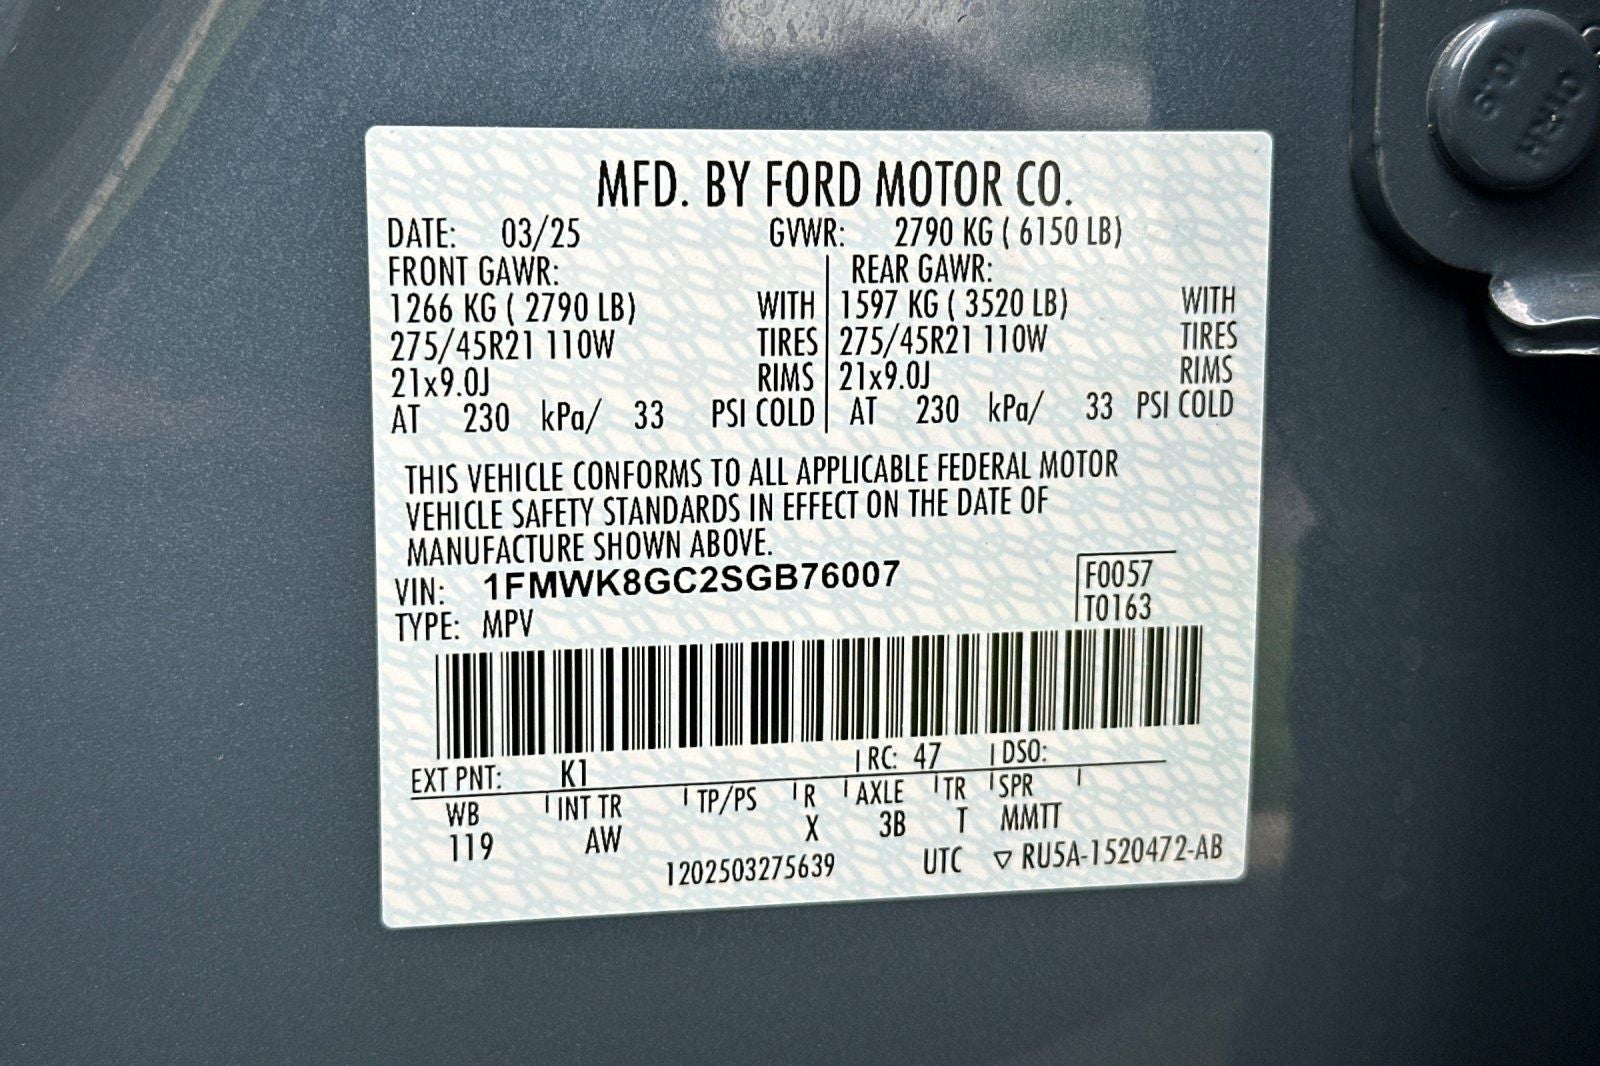 MFD. BY FORD MOTOR CO.
DATE: 03/25 GVWR: 2790 KG ( 6150 LB)
FRONT GAWR: REAR GAWR:
1266 KG ( 2790 LB) WITH 1597 KG ( 3520 LB) WITH
275/45R21 110W TIRES 275/45R21 110W TIRES
21x9.0J RIMS 21x9.0J RIMS
AT 230 kPa/ 33 PSI COLD AT 230 kPa/ 33 PSI COLD
THIS VEHICLE CONFORMS TO ALL APPLICABLE FEDERAL MOTOR
VEHICLE SAFETY STANDARDS IN EFFECT ON THE DATE OF
MANUFACTURE SHOWN ABOVE.
VIN: 1FMWK8GC2SGB76007 F0057
TYPE: MPV T0163
EXT PNT: K1 RC: 47 DSO:
WB INT TR TP/PS R AXLE TR SPR
119 AW X 3B T MMTT
1202503275639 UTC ▽ RU5A-1520472-AB